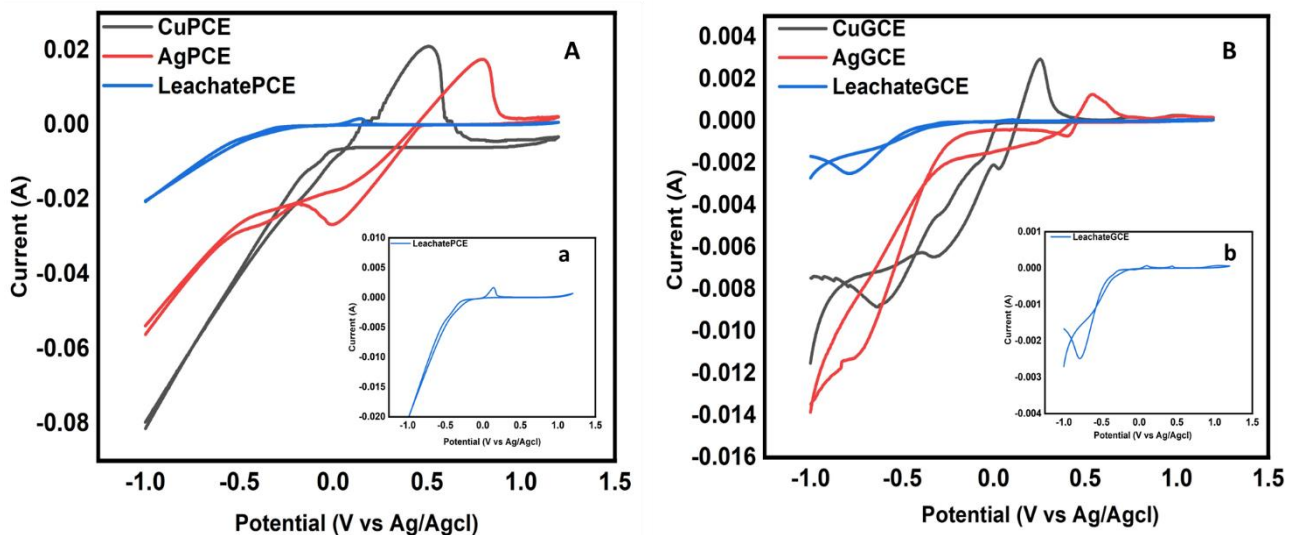 CuPCE
AgPCE
LeachatePCE
A
0.02
0.00
-0.02
-0.04
-0.06
-0.08
Current (A)
-1.0 -0.5 0.0 0.5 1.0 1.5
Potential (V vs Ag/Agcl)
LeachatePCE
a
0.010
0.005
0.000
-0.005
-0.010
-0.015
-0.020
Current (A)
-1.0 -0.5 0.0 0.5 1.0 1.5
Potential (V vs Ag/Agcl)
CuGCE
AgGCE
LeachateGCE
B
0.004
0.002
0.000
-0.002
-0.004
-0.006
-0.008
-0.010
-0.012
-0.014
-0.016
Current (A)
-1.0 -0.5 0.0 0.5 1.0 1.5
Potential (V vs Ag/Agcl)
LeachateGCE
b
0.001
0.000
-0.001
-0.002
-0.003
-0.004
Current (A)
-1.0 -0.5 0.0 0.5 1.0 1.5
Potential (V vs Ag/Agcl)